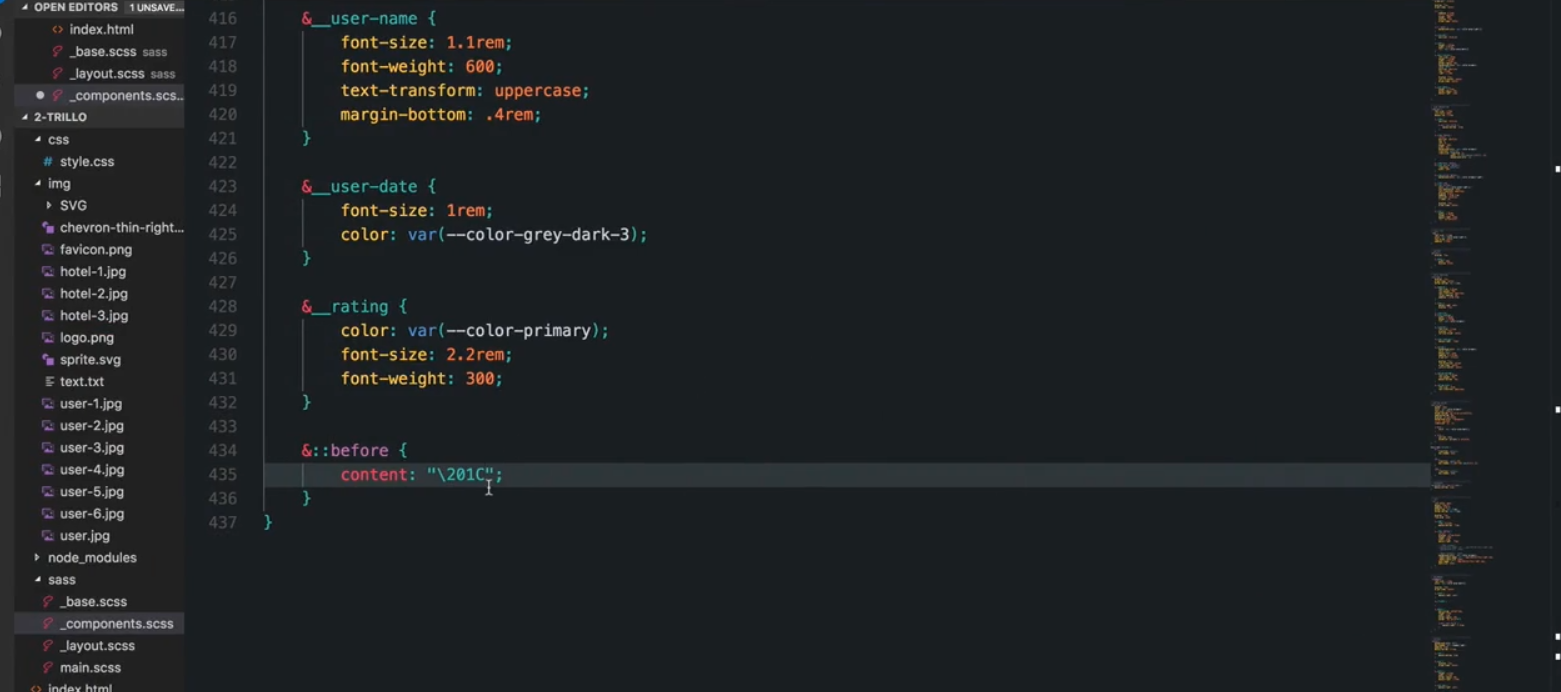 OPEN EDITORS 1 UNSAVE...
index.html
_base.scss sass
_layout.scss sass
_components.scs...
2-TRILLO
css
# style.css
img
SVG
chevron-thin-right...
favicon.png
hotel-1.jpg
hotel-2.jpg
hotel-3.jpg
logo.png
sprite.svg
text.txt
user-1.jpg
user-2.jpg
user-3.jpg
user-4.jpg
user-5.jpg
user-6.jpg
user.jpg
node_modules
sass
_base.scss
_components.scss
_layout.scss
main.scss
index.html
416 &__user-name {
417 font-size: 1.1rem;
418 font-weight: 600;
419 text-transform: uppercase;
420 margin-bottom: .4rem;
421 }
422
423 &__user-date {
424 font-size: 1rem;
425 color: var(--color-grey-dark-3);
426 }
427
428 &__rating {
429 color: var(--color-primary);
430 font-size: 2.2rem;
431 font-weight: 300;
432 }
433
434 &::before {
435 content: "\201C";
436 }
437 }